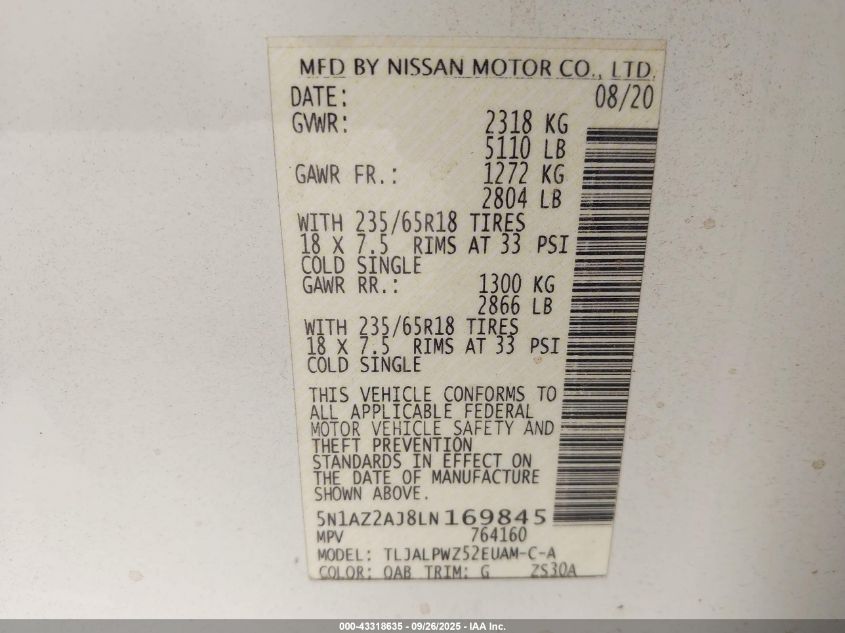 MFD BY NISSAN MOTOR CO., LTD.
DATE: 08/20
GVWR: 2318 KG
5110 LB
GAWR FR.: 1272 KG
2804 LB
WITH 235/65R18 TIRES
18 X 7.5 RIMS AT 33 PSI
COLD SINGLE
GAWR RR.: 1300 KG
2866 LB
WITH 235/65R18 TIRES
18 X 7.5 RIMS AT 33 PSI
COLD SINGLE
THIS VEHICLE CONFORMS TO
ALL APPLICABLE FEDERAL
MOTOR VEHICLE SAFETY AND
THEFT PREVENTION
STANDARDS IN EFFECT ON
THE DATE OF MANUFACTURE
SHOWN ABOVE.
5N1AZ2AJ8LN169845
MPV 764160
MODEL: TLJALPWZ52EUAM-C-A
COLOR: QAB TRIM: G ZS30A
000-43318635 - 09/26/2025 - IAA Inc.